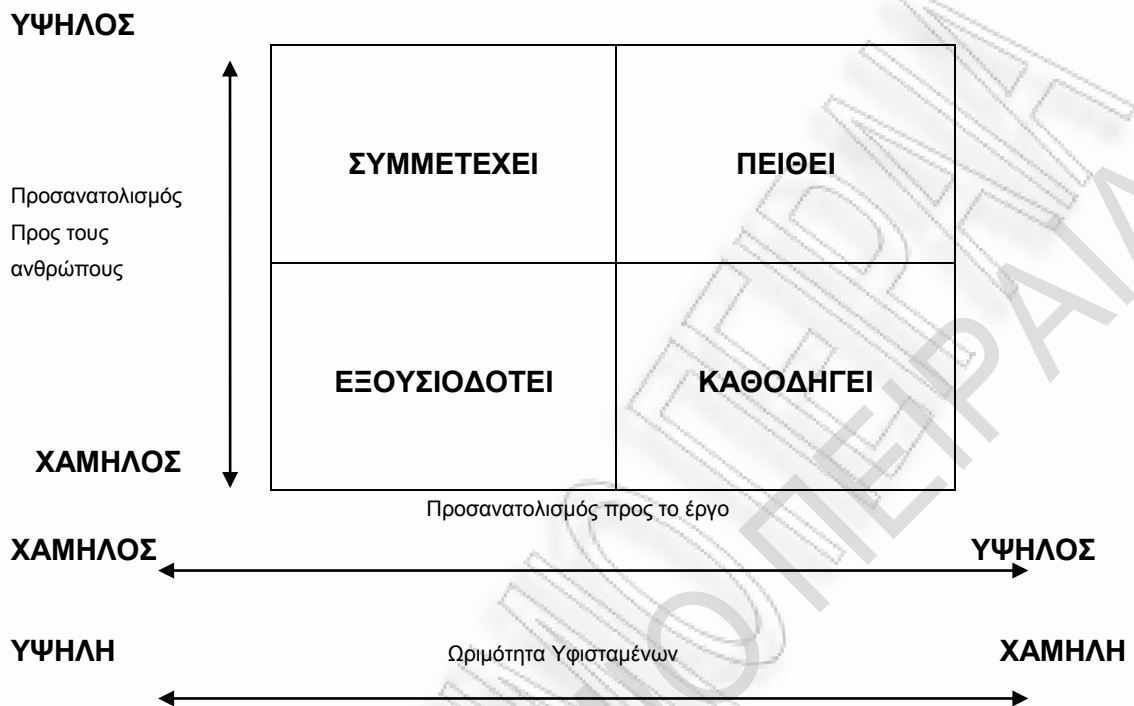 ΥΨΗΛΟΣ
ΣΥΜΜΕΤΕΧΕΙ ΠΕΙΘΕΙ
Προσανατολισμός
Προς τους
ανθρώπους
ΕΞΟΥΣΙΟΔΟΤΕΙ ΚΑΘΟΔΗΓΕΙ
ΧΑΜΗΛΟΣ
Προσανατολισμός προς το έργο
ΧΑΜΗΛΟΣ ΥΨΗΛΟΣ
ΥΨΗΛΗ Ωριμότητα Υφισταμένων ΧΑΜΗΛΗ